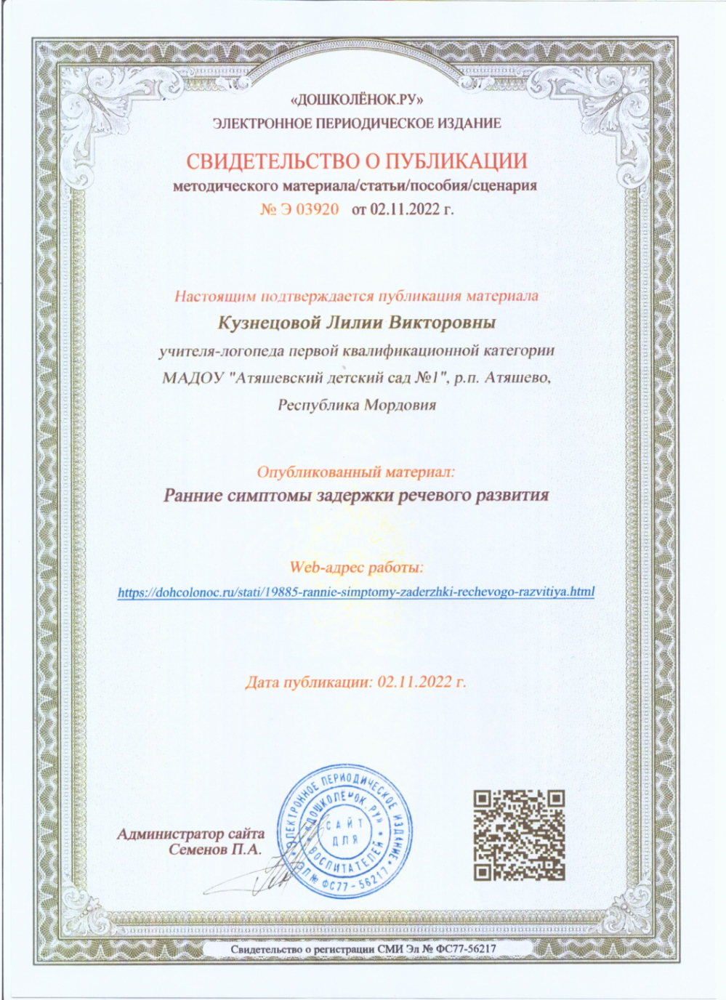 «ДОШКОЛЁНОК.РУ»
ЭЛЕКТРОННОЕ ПЕРИОДИЧЕСКОЕ ИЗДАНИЕ
СВИДЕТЕЛЬСТВО О ПУБЛИКАЦИИ
методического материала/статьи/пособия/сценария
№ Э 03920 от 02.11.2022 г.
Настоящим подтверждается публикация материала
Кузнецовой Лилии Викторовны
учителя-логопеда первой квалификационной категории
МАДОУ "Атяшевский детский сад №1", р.п. Атяшево,
Республика Мордовия
Опубликованный материал:
Ранние симптомы задержки речевого развития
Web-адрес работы:
https://dohcolonoc.ru/stati/19885-rannie-simptomy-zaderzhki-rechevogo-razvitiya.html
Дата публикации: 02.11.2022 г.
Администратор сайта
Семенов П.А.
ЭЛЕКТРОННОЕ ПЕРИОДИЧЕСКОЕ ИЗДАНИЕ
* ЭЛ № ФС77-56217 *
«ДОШКОЛЁНОК.РУ»
САЙТ
ДЛЯ
ВОСПИТАТЕЛЕЙ
Свидетельство о регистрации СМИ Эл № ФС77-56217